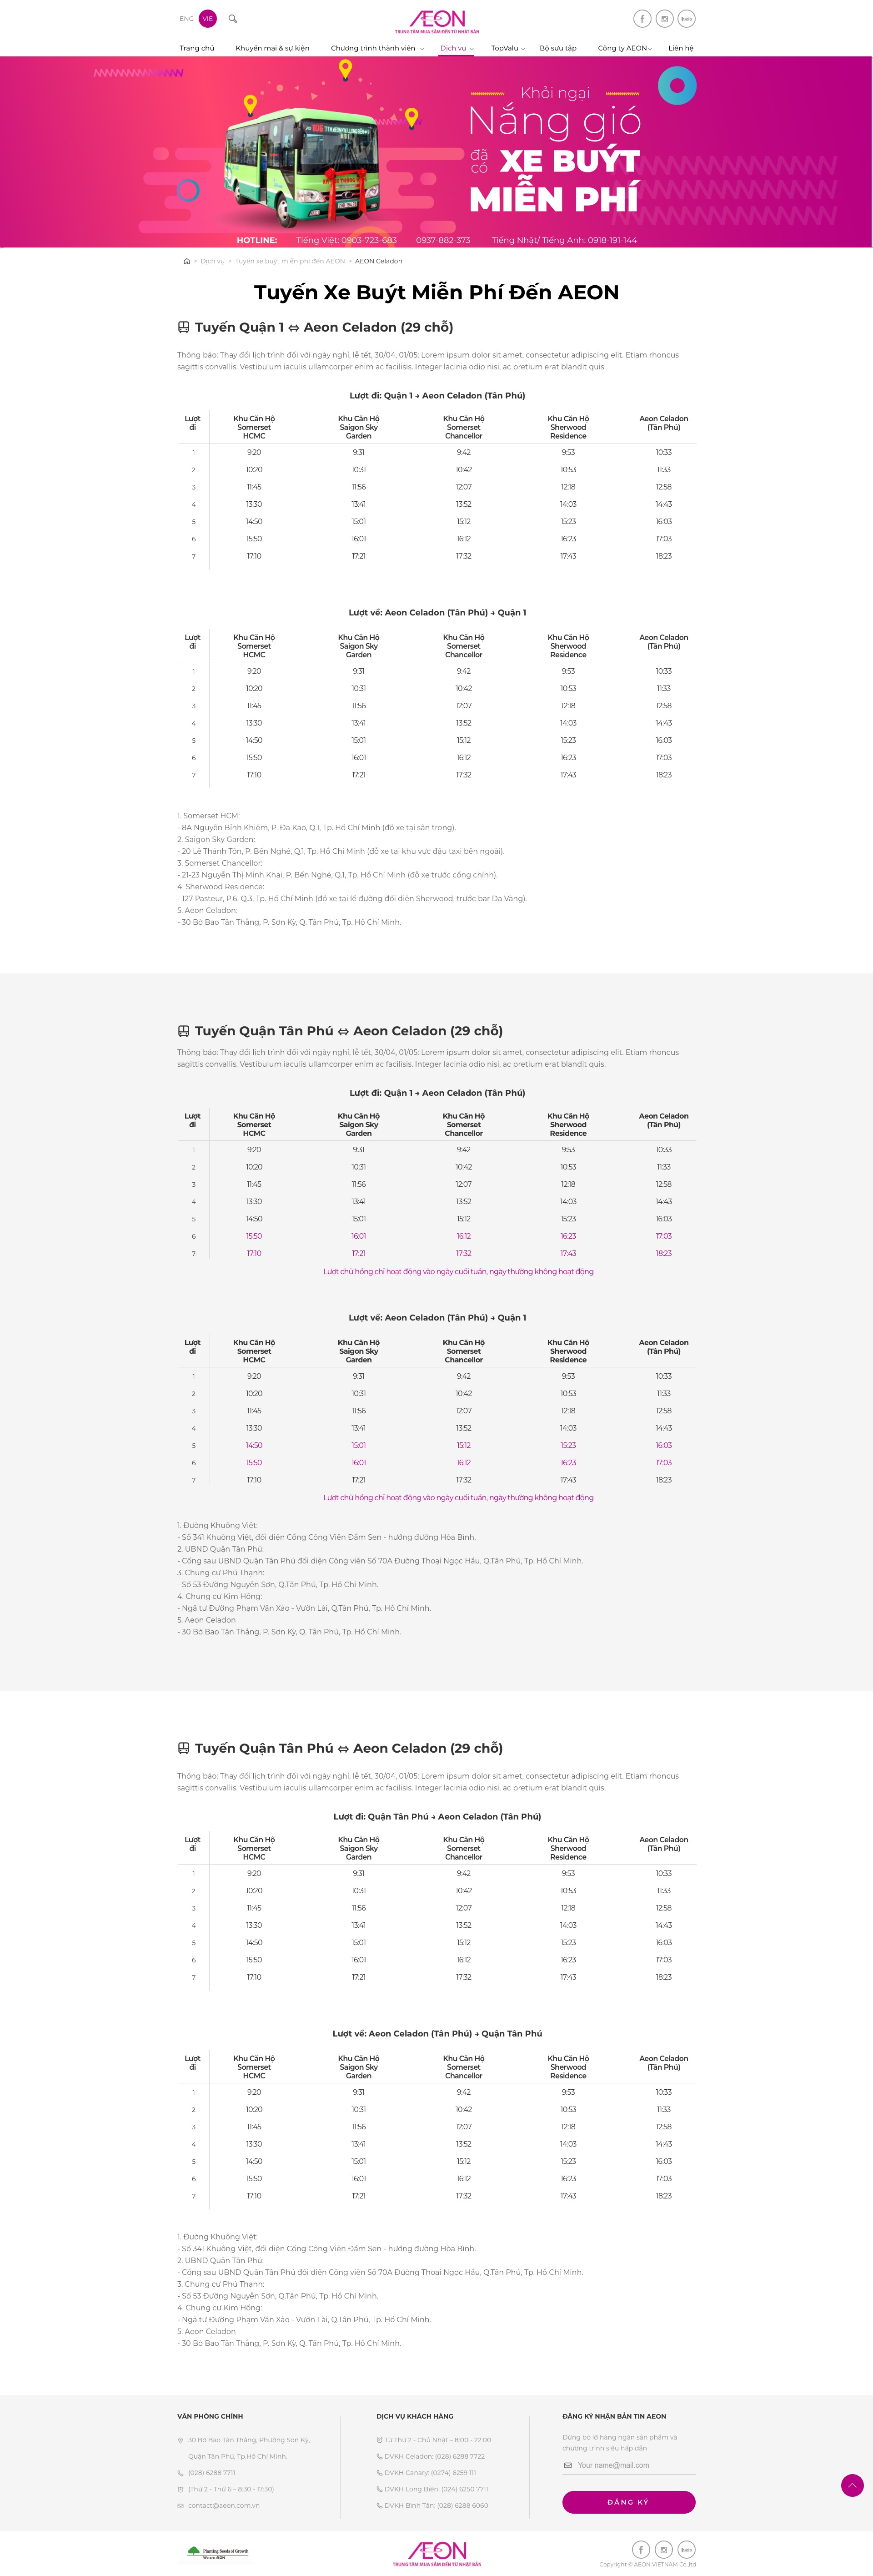 ENG VIE
AEON
TRUNG TÂM MUA SẮM ĐẾN TỪ NHẬT BẢN
Zalo
Trang chủ Khuyến mại & sự kiện Chương trình thành viên Dịch vụ TopValu Bộ sưu tập Công ty AEON Liên hệ
Khỏi ngại
Nắng gió
đã có XE BUÝT
MIỄN PHÍ
HOTLINE: Tiếng Việt: 0903-723-683 0937-882-373 Tiếng Nhật/ Tiếng Anh: 0918-191-144
> Dịch vụ > Tuyến xe buýt miễn phí đến AEON > AEON Celadon
Tuyến Xe Buýt Miễn Phí Đến AEON
Tuyến Quận 1 ⇔ Aeon Celadon (29 chỗ)
Thông báo: Thay đổi lịch trình đối với ngày nghỉ, lễ tết, 30/04, 01/05: Lorem ipsum dolor sit amet, consectetur adipiscing elit. Etiam rhoncus
sagittis convallis. Vestibulum iaculis ullamcorper enim ac facilisis. Integer lacinia odio nisi, ac pretium erat blandit quis.
Lượt đi: Quận 1 → Aeon Celadon (Tân Phú)
Lượt đi Khu Căn Hộ Somerset HCMC Khu Căn Hộ Saigon Sky Garden Khu Căn Hộ Somerset Chancellor Khu Căn Hộ Sherwood Residence Aeon Celadon (Tân Phú)
1 9:20 9:31 9:42 9:53 10:33
2 10:20 10:31 10:42 10:53 11:33
3 11:45 11:56 12:07 12:18 12:58
4 13:30 13:41 13:52 14:03 14:43
5 14:50 15:01 15:12 15:23 16:03
6 15:50 16:01 16:12 16:23 17:03
7 17:10 17:21 17:32 17:43 18:23
Lượt về: Aeon Celadon (Tân Phú) → Quận 1
Lượt đi Khu Căn Hộ Somerset HCMC Khu Căn Hộ Saigon Sky Garden Khu Căn Hộ Somerset Chancellor Khu Căn Hộ Sherwood Residence Aeon Celadon (Tân Phú)
1 9:20 9:31 9:42 9:53 10:33
2 10:20 10:31 10:42 10:53 11:33
3 11:45 11:56 12:07 12:18 12:58
4 13:30 13:41 13:52 14:03 14:43
5 14:50 15:01 15:12 15:23 16:03
6 15:50 16:01 16:12 16:23 17:03
7 17:10 17:21 17:32 17:43 18:23
1. Somerset HCM:
- 8A Nguyễn Bỉnh Khiêm, P. Đa Kao, Q.1, Tp. Hồ Chí Minh (đỗ xe tại sân trong).
2. Saigon Sky Garden:
- 20 Lê Thánh Tôn, P. Bến Nghé, Q.1, Tp. Hồ Chí Minh (đỗ xe tại khu vực đậu taxi bên ngoài).
3. Somerset Chancellor:
- 21-23 Nguyễn Thị Minh Khai, P. Bến Nghé, Q.1, Tp. Hồ Chí Minh (đỗ xe trước cổng chính).
4. Sherwood Residence:
- 127 Pasteur, P.6, Q.3, Tp. Hồ Chí Minh (đỗ xe tại lề đường đối diện Sherwood, trước bar Da Vàng).
5. Aeon Celadon:
- 30 Bờ Bao Tân Thắng, P. Sơn Kỳ, Q. Tân Phú, Tp. Hồ Chí Minh.
Tuyến Quận Tân Phú ⇔ Aeon Celadon (29 chỗ)
Thông báo: Thay đổi lịch trình đối với ngày nghỉ, lễ tết, 30/04, 01/05: Lorem ipsum dolor sit amet, consectetur adipiscing elit. Etiam rhoncus
sagittis convallis. Vestibulum iaculis ullamcorper enim ac facilisis. Integer lacinia odio nisi, ac pretium erat blandit quis.
Lượt đi: Quận 1 → Aeon Celadon (Tân Phú)
Lượt đi Khu Căn Hộ Somerset HCMC Khu Căn Hộ Saigon Sky Garden Khu Căn Hộ Somerset Chancellor Khu Căn Hộ Sherwood Residence Aeon Celadon (Tân Phú)
1 9:20 9:31 9:42 9:53 10:33
2 10:20 10:31 10:42 10:53 11:33
3 11:45 11:56 12:07 12:18 12:58
4 13:30 13:41 13:52 14:03 14:43
5 14:50 15:01 15:12 15:23 16:03
6 15:50 16:01 16:12 16:23 17:03
7 17:10 17:21 17:32 17:43 18:23
Lượt chữ hồng chỉ hoạt động vào ngày cuối tuần, ngày thường không hoạt động
Lượt về: Aeon Celadon (Tân Phú) → Quận 1
Lượt đi Khu Căn Hộ Somerset HCMC Khu Căn Hộ Saigon Sky Garden Khu Căn Hộ Somerset Chancellor Khu Căn Hộ Sherwood Residence Aeon Celadon (Tân Phú)
1 9:20 9:31 9:42 9:53 10:33
2 10:20 10:31 10:42 10:53 11:33
3 11:45 11:56 12:07 12:18 12:58
4 13:30 13:41 13:52 14:03 14:43
5 14:50 15:01 15:12 15:23 16:03
6 15:50 16:01 16:12 16:23 17:03
7 17:10 17:21 17:32 17:43 18:23
Lượt chữ hồng chỉ hoạt động vào ngày cuối tuần, ngày thường không hoạt động
1. Đường Khuông Việt:
- Số 341 Khuông Việt, đối diện Cổng Công Viên Đầm Sen - hướng đường Hòa Bình.
2. UBND Quận Tân Phú:
- Cổng sau UBND Quận Tân Phú đối diện Công viên Số 70A Đường Thoại Ngọc Hầu, Q.Tân Phú, Tp. Hồ Chí Minh.
3. Chung cư Phú Thạnh:
- Số 53 Đường Nguyễn Sơn, Q.Tân Phú, Tp. Hồ Chí Minh.
4. Chung cư Kim Hồng:
- Ngã tư Đường Phạm Văn Xảo - Vườn Lài, Q.Tân Phú, Tp. Hồ Chí Minh.
5. Aeon Celadon
- 30 Bờ Bao Tân Thắng, P. Sơn Kỳ, Q. Tân Phú, Tp. Hồ Chí Minh.
Tuyến Quận Tân Phú ⇔ Aeon Celadon (29 chỗ)
Thông báo: Thay đổi lịch trình đối với ngày nghỉ, lễ tết, 30/04, 01/05: Lorem ipsum dolor sit amet, consectetur adipiscing elit. Etiam rhoncus
sagittis convallis. Vestibulum iaculis ullamcorper enim ac facilisis. Integer lacinia odio nisi, ac pretium erat blandit quis.
Lượt đi: Quận Tân Phú → Aeon Celadon (Tân Phú)
Lượt đi Khu Căn Hộ Somerset HCMC Khu Căn Hộ Saigon Sky Garden Khu Căn Hộ Somerset Chancellor Khu Căn Hộ Sherwood Residence Aeon Celadon (Tân Phú)
1 9:20 9:31 9:42 9:53 10:33
2 10:20 10:31 10:42 10:53 11:33
3 11:45 11:56 12:07 12:18 12:58
4 13:30 13:41 13:52 14:03 14:43
5 14:50 15:01 15:12 15:23 16:03
6 15:50 16:01 16:12 16:23 17:03
7 17:10 17:21 17:32 17:43 18:23
Lượt về: Aeon Celadon (Tân Phú) → Quận Tân Phú
Lượt đi Khu Căn Hộ Somerset HCMC Khu Căn Hộ Saigon Sky Garden Khu Căn Hộ Somerset Chancellor Khu Căn Hộ Sherwood Residence Aeon Celadon (Tân Phú)
1 9:20 9:31 9:42 9:53 10:33
2 10:20 10:31 10:42 10:53 11:33
3 11:45 11:56 12:07 12:18 12:58
4 13:30 13:41 13:52 14:03 14:43
5 14:50 15:01 15:12 15:23 16:03
6 15:50 16:01 16:12 16:23 17:03
7 17:10 17:21 17:32 17:43 18:23
1. Đường Khuông Việt:
- Số 341 Khuông Việt, đối diện Cổng Công Viên Đầm Sen - hướng đường Hòa Bình.
2. UBND Quận Tân Phú:
- Cổng sau UBND Quận Tân Phú đối diện Công viên Số 70A Đường Thoại Ngọc Hầu, Q.Tân Phú, Tp. Hồ Chí Minh.
3. Chung cư Phú Thạnh:
- Số 53 Đường Nguyễn Sơn, Q.Tân Phú, Tp. Hồ Chí Minh.
4. Chung cư Kim Hồng:
- Ngã tư Đường Phạm Văn Xảo - Vườn Lài, Q.Tân Phú, Tp. Hồ Chí Minh.
5. Aeon Celadon
- 30 Bờ Bao Tân Thắng, P. Sơn Kỳ, Q. Tân Phú, Tp. Hồ Chí Minh.
VĂN PHÒNG CHÍNH
30 Bờ Bao Tân Thắng, Phường Sơn Kỳ,
Quận Tân Phú, Tp.Hồ Chí Minh.
(028) 6288 7711
(Thứ 2 - Thứ 6 – 8:30 - 17:30)
contact@aeon.com.vn
DỊCH VỤ KHÁCH HÀNG
Từ Thứ 2 - Chủ Nhật – 8:00 - 22:00
DVKH Celadon: (028) 6288 7722
DVKH Canary: (0274) 6259 111
DVKH Long Biên: (024) 6250 7711
DVKH Bình Tân: (028) 6288 6060
ĐĂNG KÝ NHẬN BẢN TIN AEON
Đừng bỏ lỡ hàng ngàn sản phẩm và
chương trình siêu hấp dẫn
Your name@mail.com
ĐĂNG KÝ
Planting Seeds of Growth
We are AEON
AEON
TRUNG TÂM MUA SẮM ĐẾN TỪ NHẬT BẢN
Zalo
Copyright © AEON VIETNAM Co.,ltd